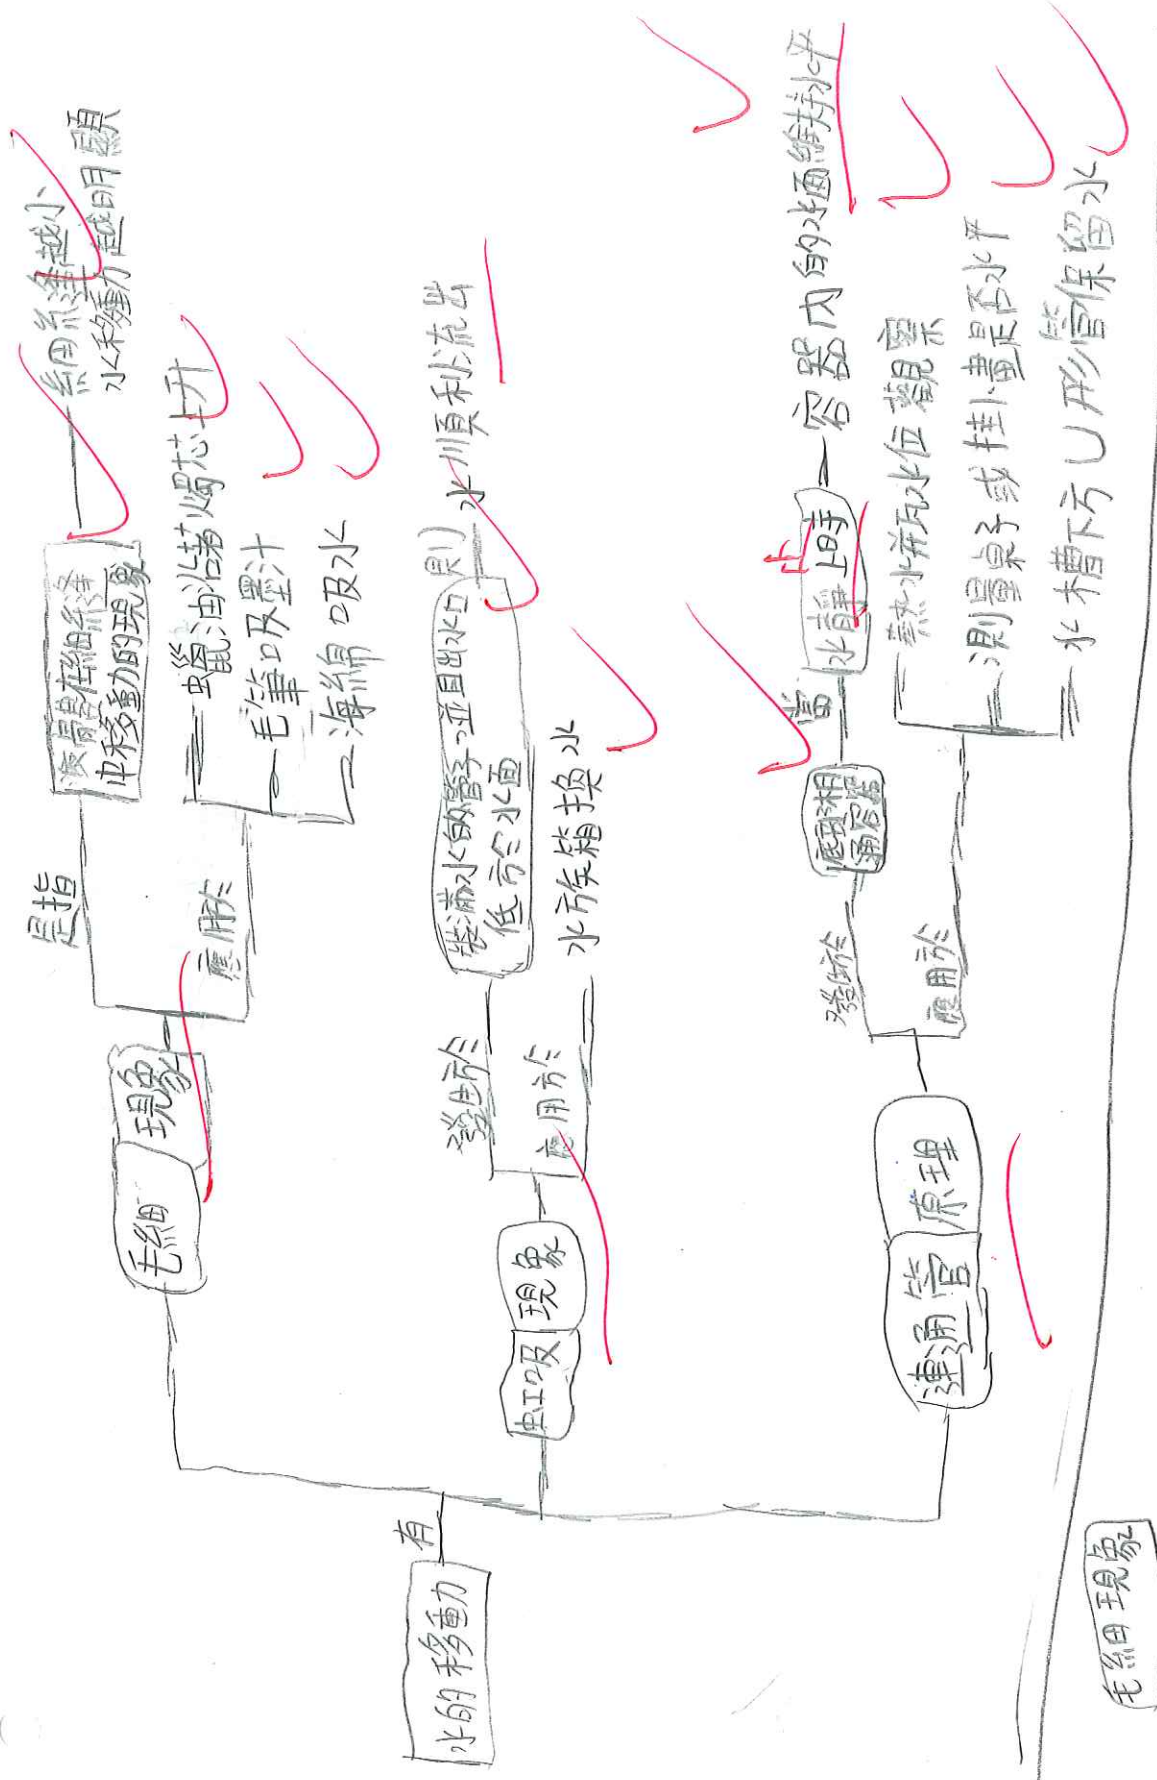 水的移動
有
毛細
現象
是指
液體在細縫
中移動的現象
細縫越小
水移動越明顯
應用於
蠟油沿著燭芯上升
毛筆吸墨汁
海綿吸水
虹吸
現象
發生於
裝滿水的管子並且出水口
低於水面
則
水順利流出
應用於
水族箱換水
連通管
原理
發生於
底部相
通容器
當
水靜止時
止
容器內的水面維持水平
應用於
熱水瓶水位觀察
測量桌子或掛畫是否水平
水槽下方U形管保留水
毛細現象